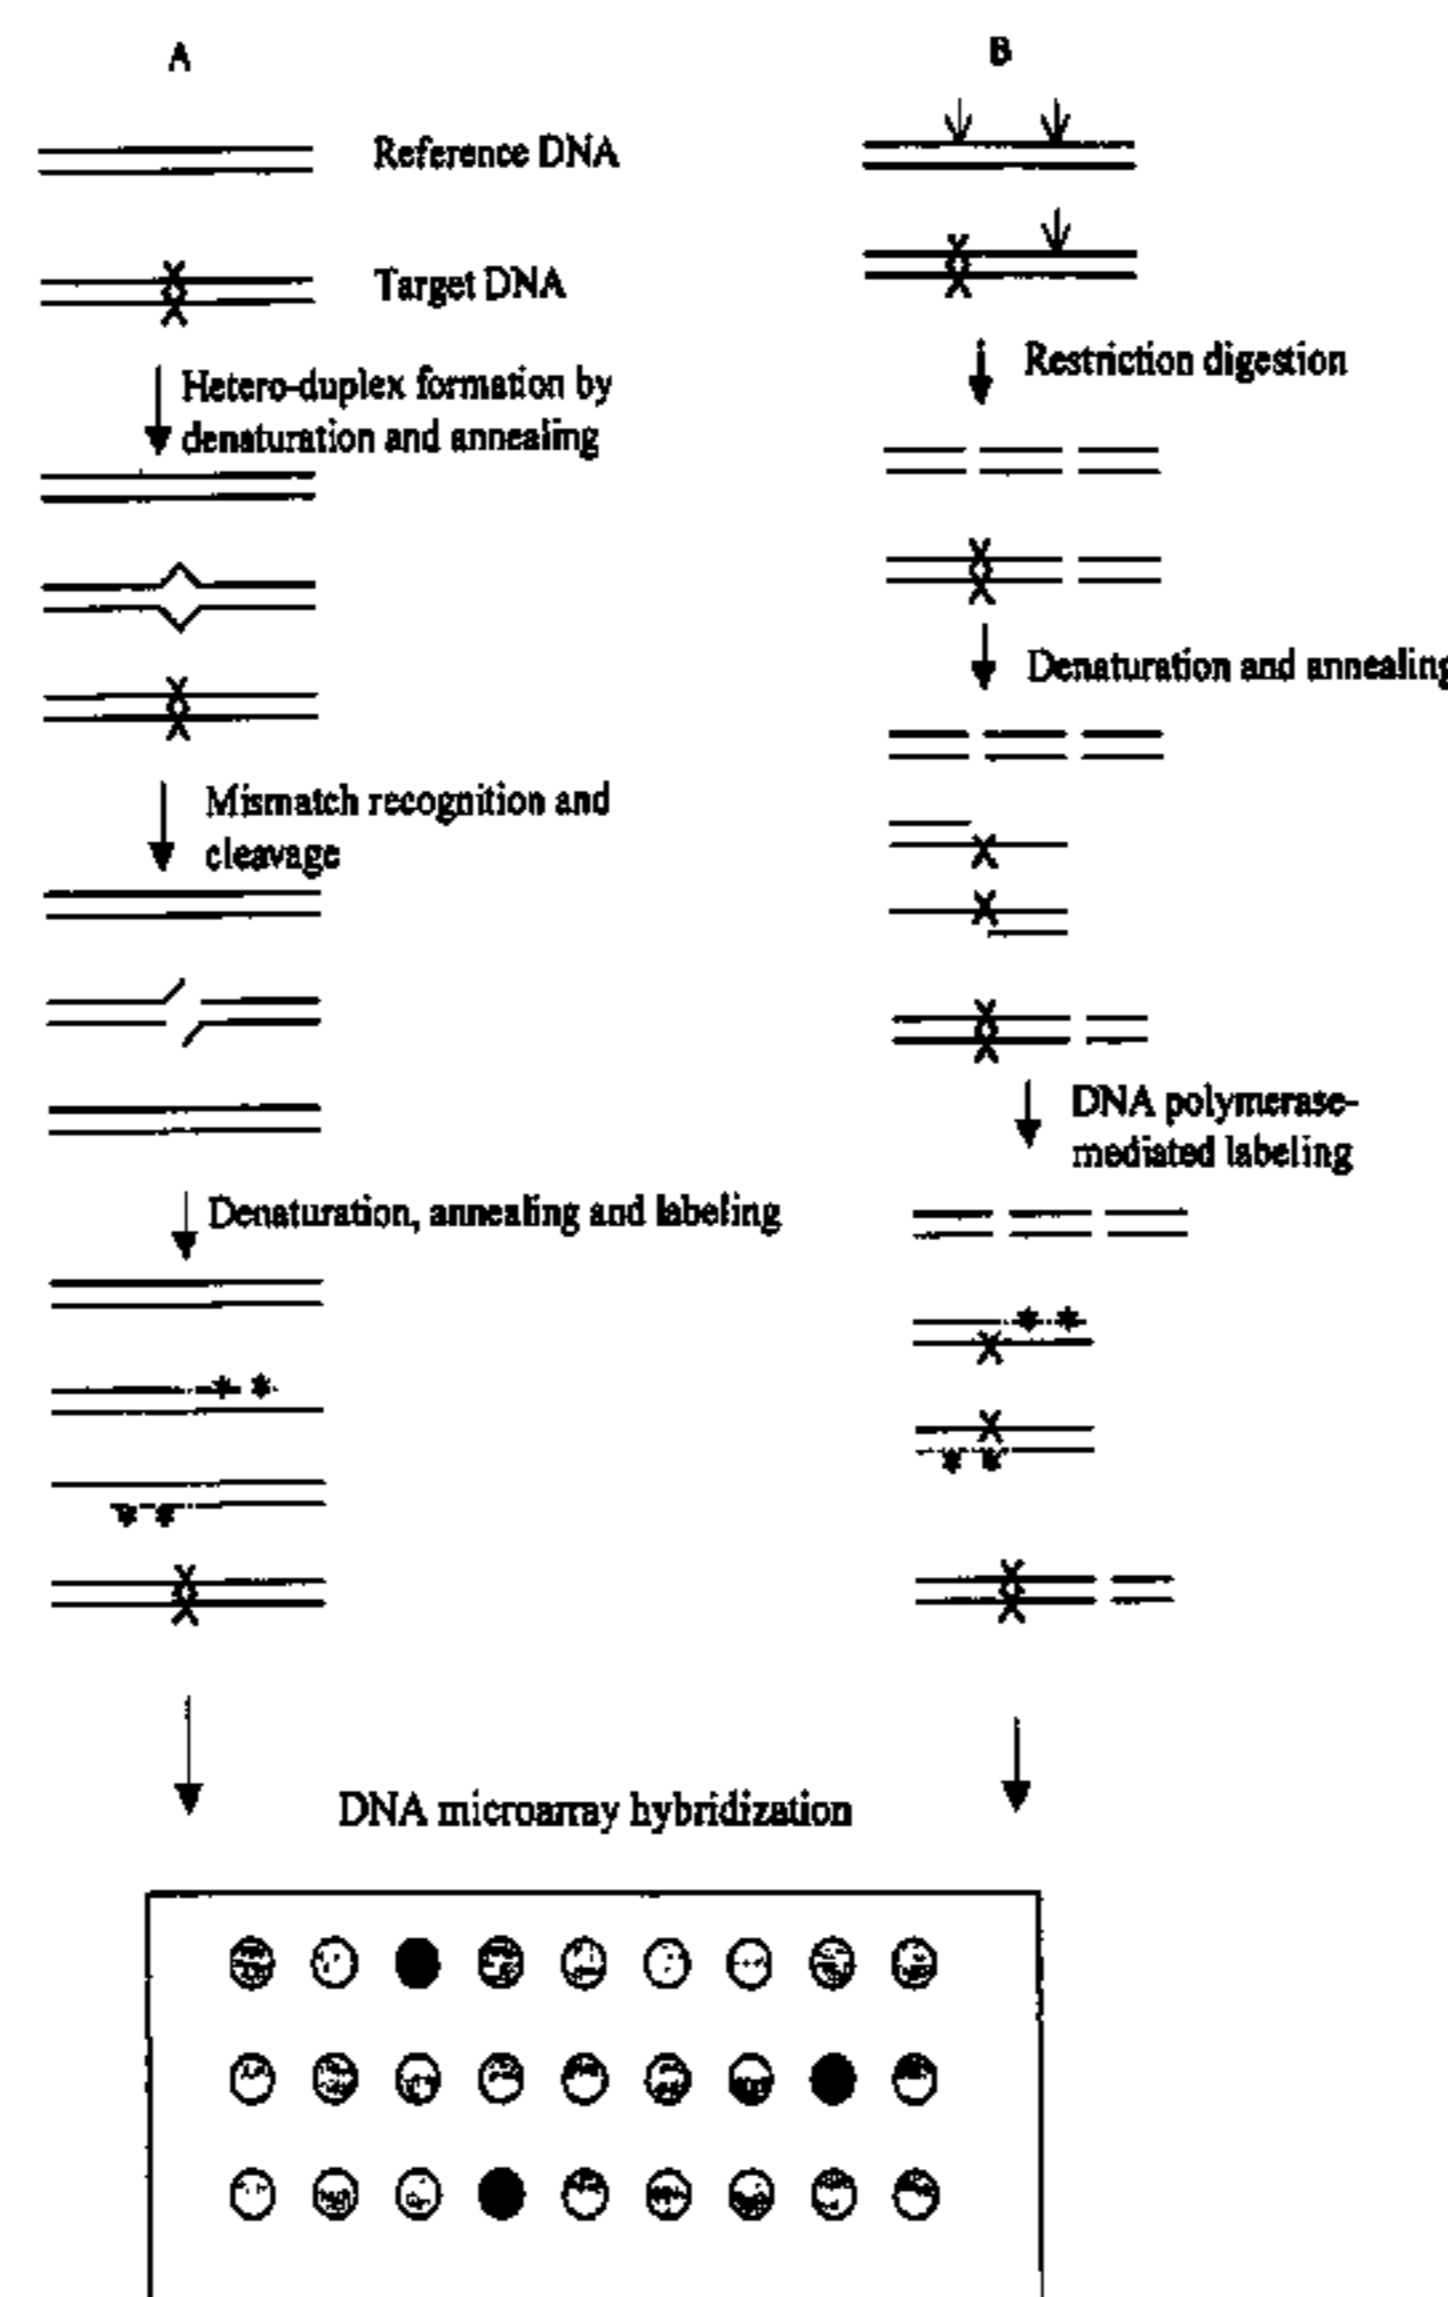 A
Reference DNA
Target DNA
Hetero-duplex formation by
denaturation and annealing
Mismatch recognition and
cleavage
Denaturation, annealing and labeling
B
Restriction digestion
Denaturation and annealing
DNA polymerase-
mediated labeling
DNA microarray hybridization